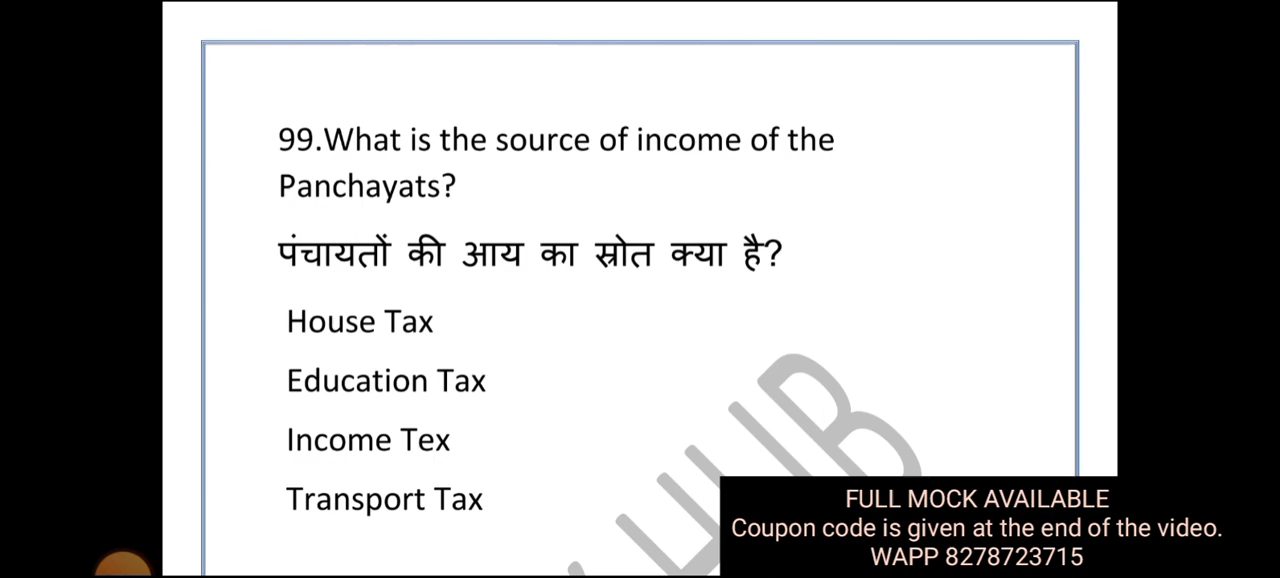 99.What is the source of income of the
Panchayats?
पंचायतों की आय का स्रोत क्या है?
House Tax
Education Tax
Income Tex
Transport Tax
FULL MOCK AVAILABLE
Coupon code is given at the end of the video.
WAPP 8278723715